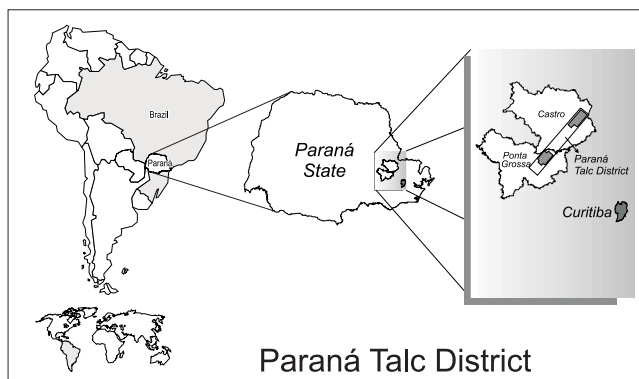 Brazil
Paraná
Paraná
State
Castro
Ponta
Grossa
Paraná
Talc District
Curitiba
Paraná Talc District